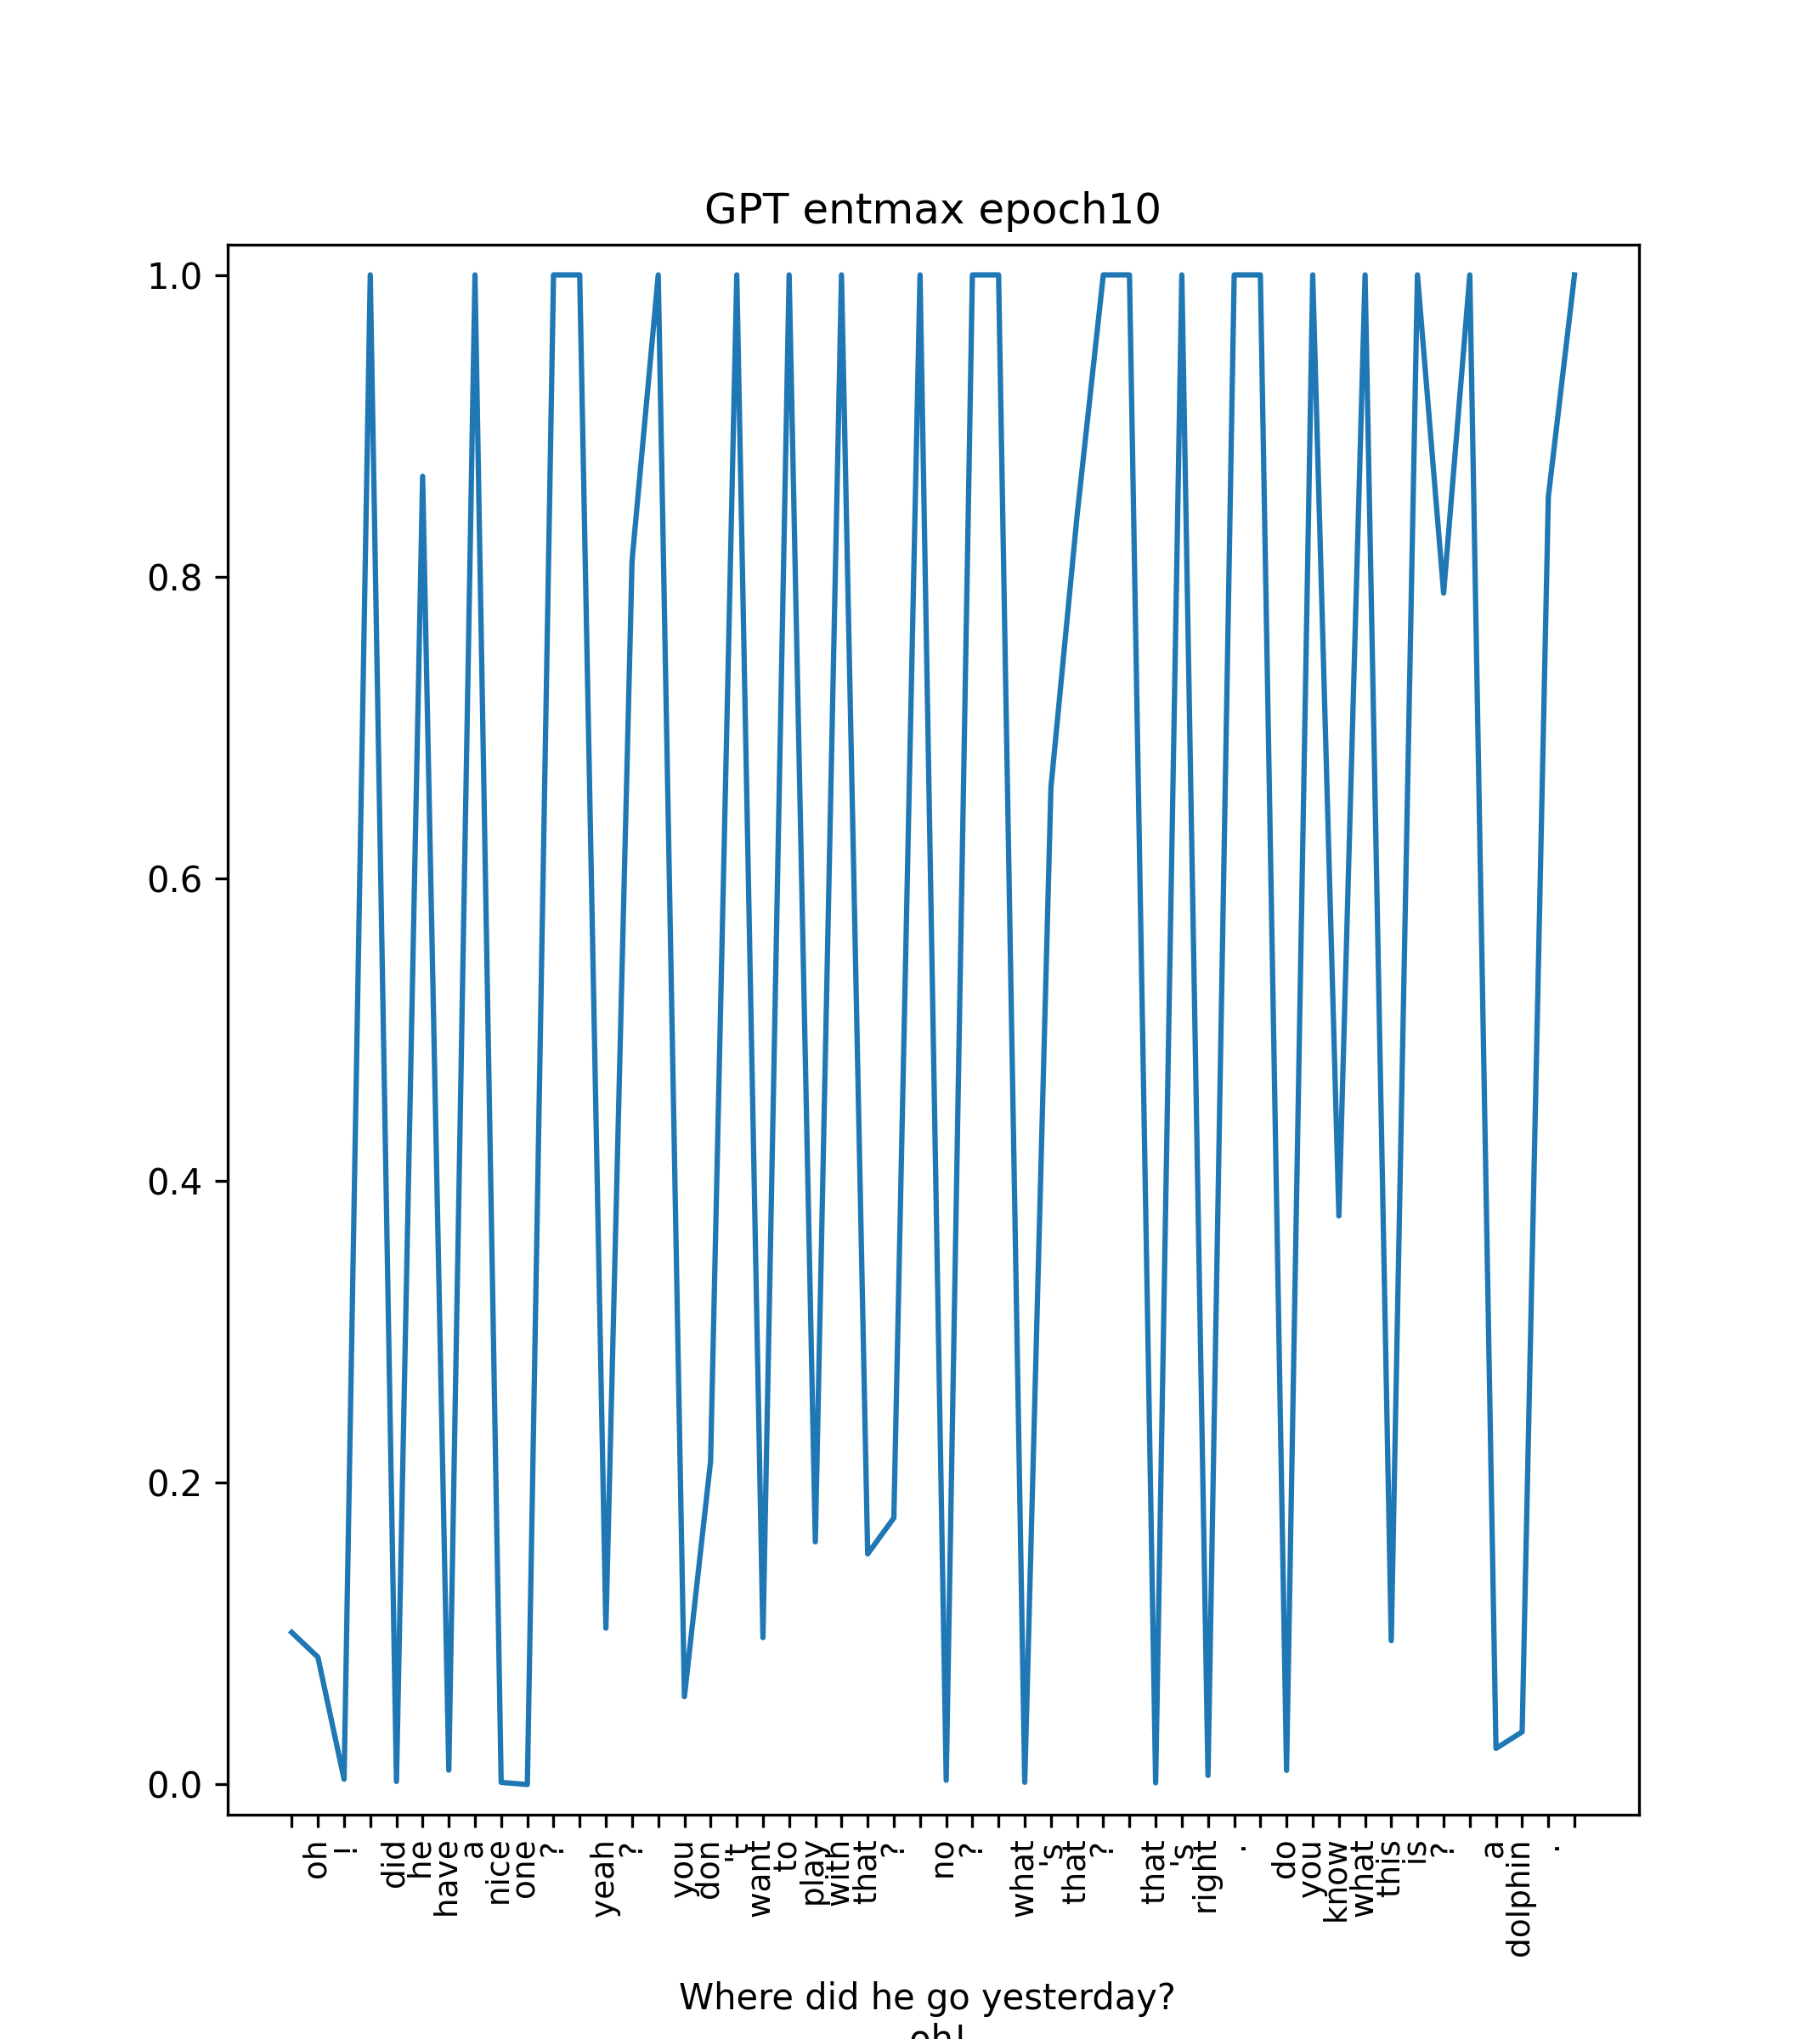 GPT entmax epoch10
1.0
0.8
0.6
0.4
0.2
0.0
oh
!
did
he
have
a
nice
one
?
yeah
?
you
don
't
want
to
play
with
that
?
no
?
what
's
that
?
that
's
right
.
do
you
know
what
this
is
?
a
dolphin
.
Where did he go yesterday?
oh!